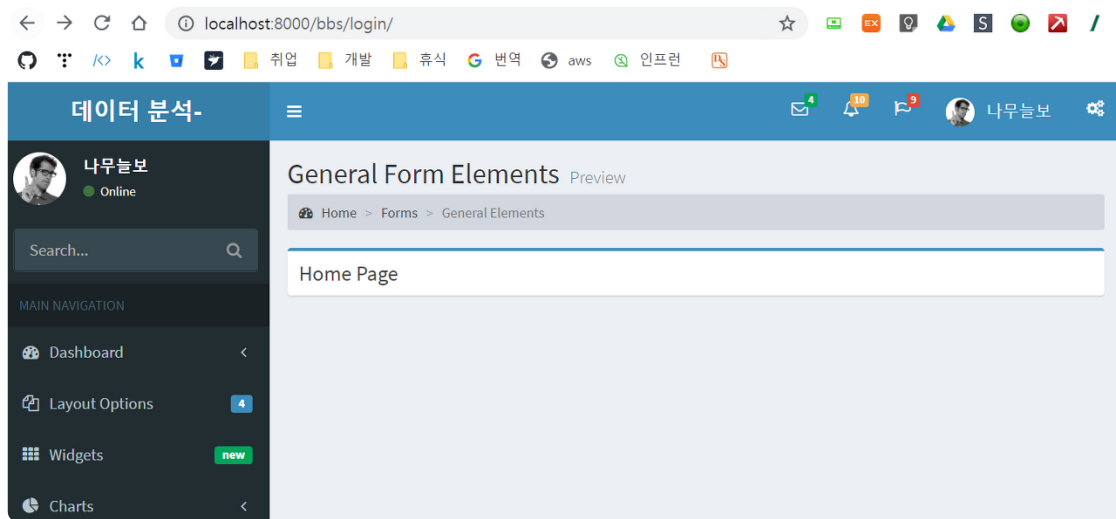 localhost:8000/bbs/login/
취업 개발 휴식 번역 aws 인프런
데이터 분석-
4 10 9 나무늘보
나무늘보
Online
Search...
MAIN NAVIGATION
Dashboard
Layout Options 4
Widgets new
Charts
General Form Elements Preview
Home > Forms > General Elements
Home Page